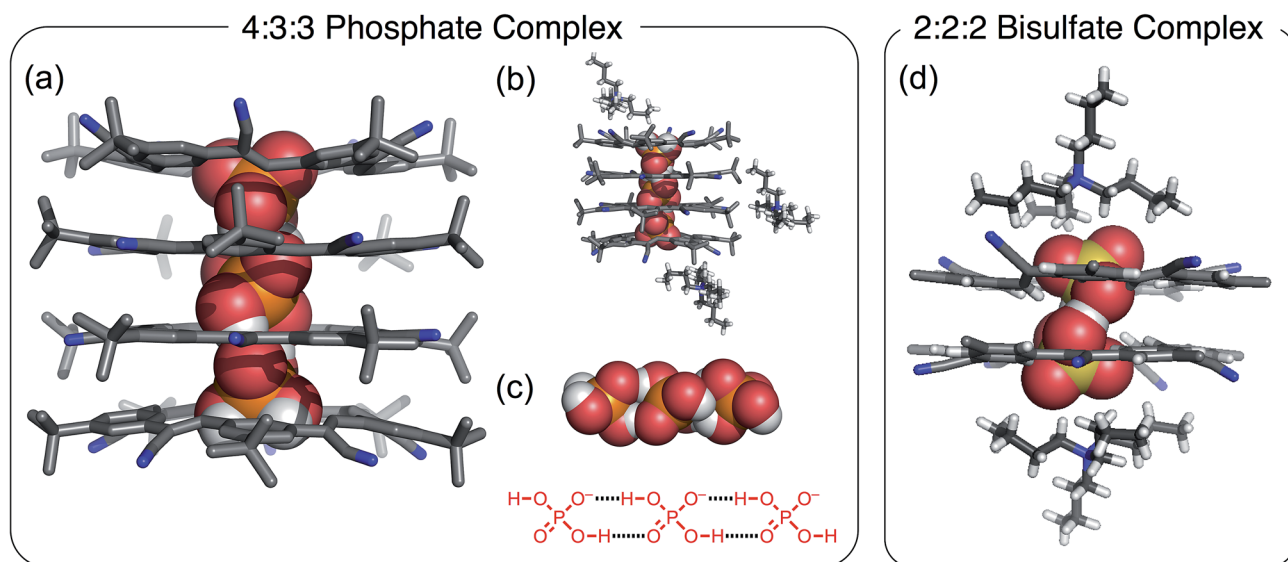 4:3:3 Phosphate Complex
2:2:2 Bisulfate Complex
(a)
(b)
(c)
(d)
H–O O⁻ H–O O⁻ H–O O⁻
P P P
O O–H O O–H O O–H